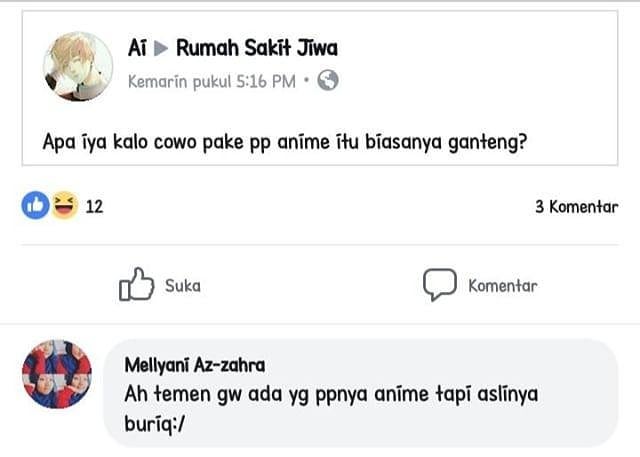 Ai ▶ Rumah Sakit Jiwa
Kemarin pukul 5:16 PM •
Apa iya kalo cowo pake pp anime itu biasanya ganteng?
12
3 Komentar
Suka
Komentar
Mellyani Az-zahra
Ah temen gw ada yg ppnya anime tapi aslinya
buriq:/